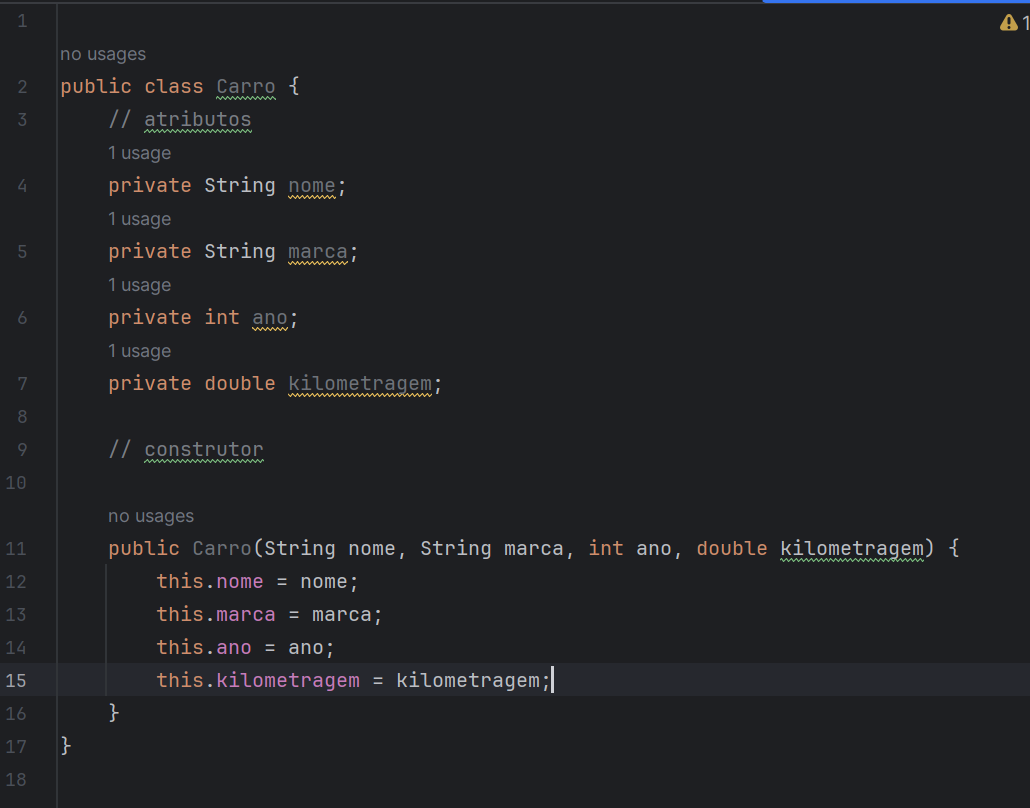 1
1
no usages
2 public class Carro {
3     // atributos
1 usage
4     private String nome;
1 usage
5     private String marca;
1 usage
6     private int ano;
1 usage
7     private double kilometragem;
8
9     // construtor
10
no usages
11     public Carro(String nome, String marca, int ano, double kilometragem) {
12         this.nome = nome;
13         this.marca = marca;
14         this.ano = ano;
15         this.kilometragem = kilometragem;
16     }
17 }
18